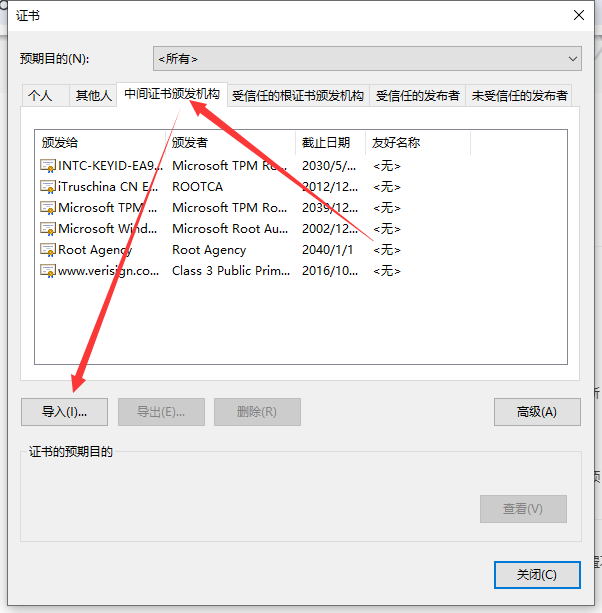 证书
预期目的(N): <所有>
个人 其他人 中间证书颁发机构 受信任的根证书颁发机构 受信任的发布者 未受信任的发布者
颁发给 颁发者 截止日期 友好名称
INTC-KEYID-EA9... Microsoft TPM Ro... 2030/5/... <无>
iTruschina CN E... ROOTCA 2012/12... <无>
Microsoft TPM ... Microsoft TPM Ro... 2039/12... <无>
Microsoft Wind... Microsoft Root Au... 2002/12... <无>
Root Agency Root Agency 2040/1/1 <无>
www.verisign.co... Class 3 Public Prim... 2016/10... <无>
导入(I)... 导出(E)... 删除(R) 高级(A)
证书的预期目的
查看(V)
关闭(C)